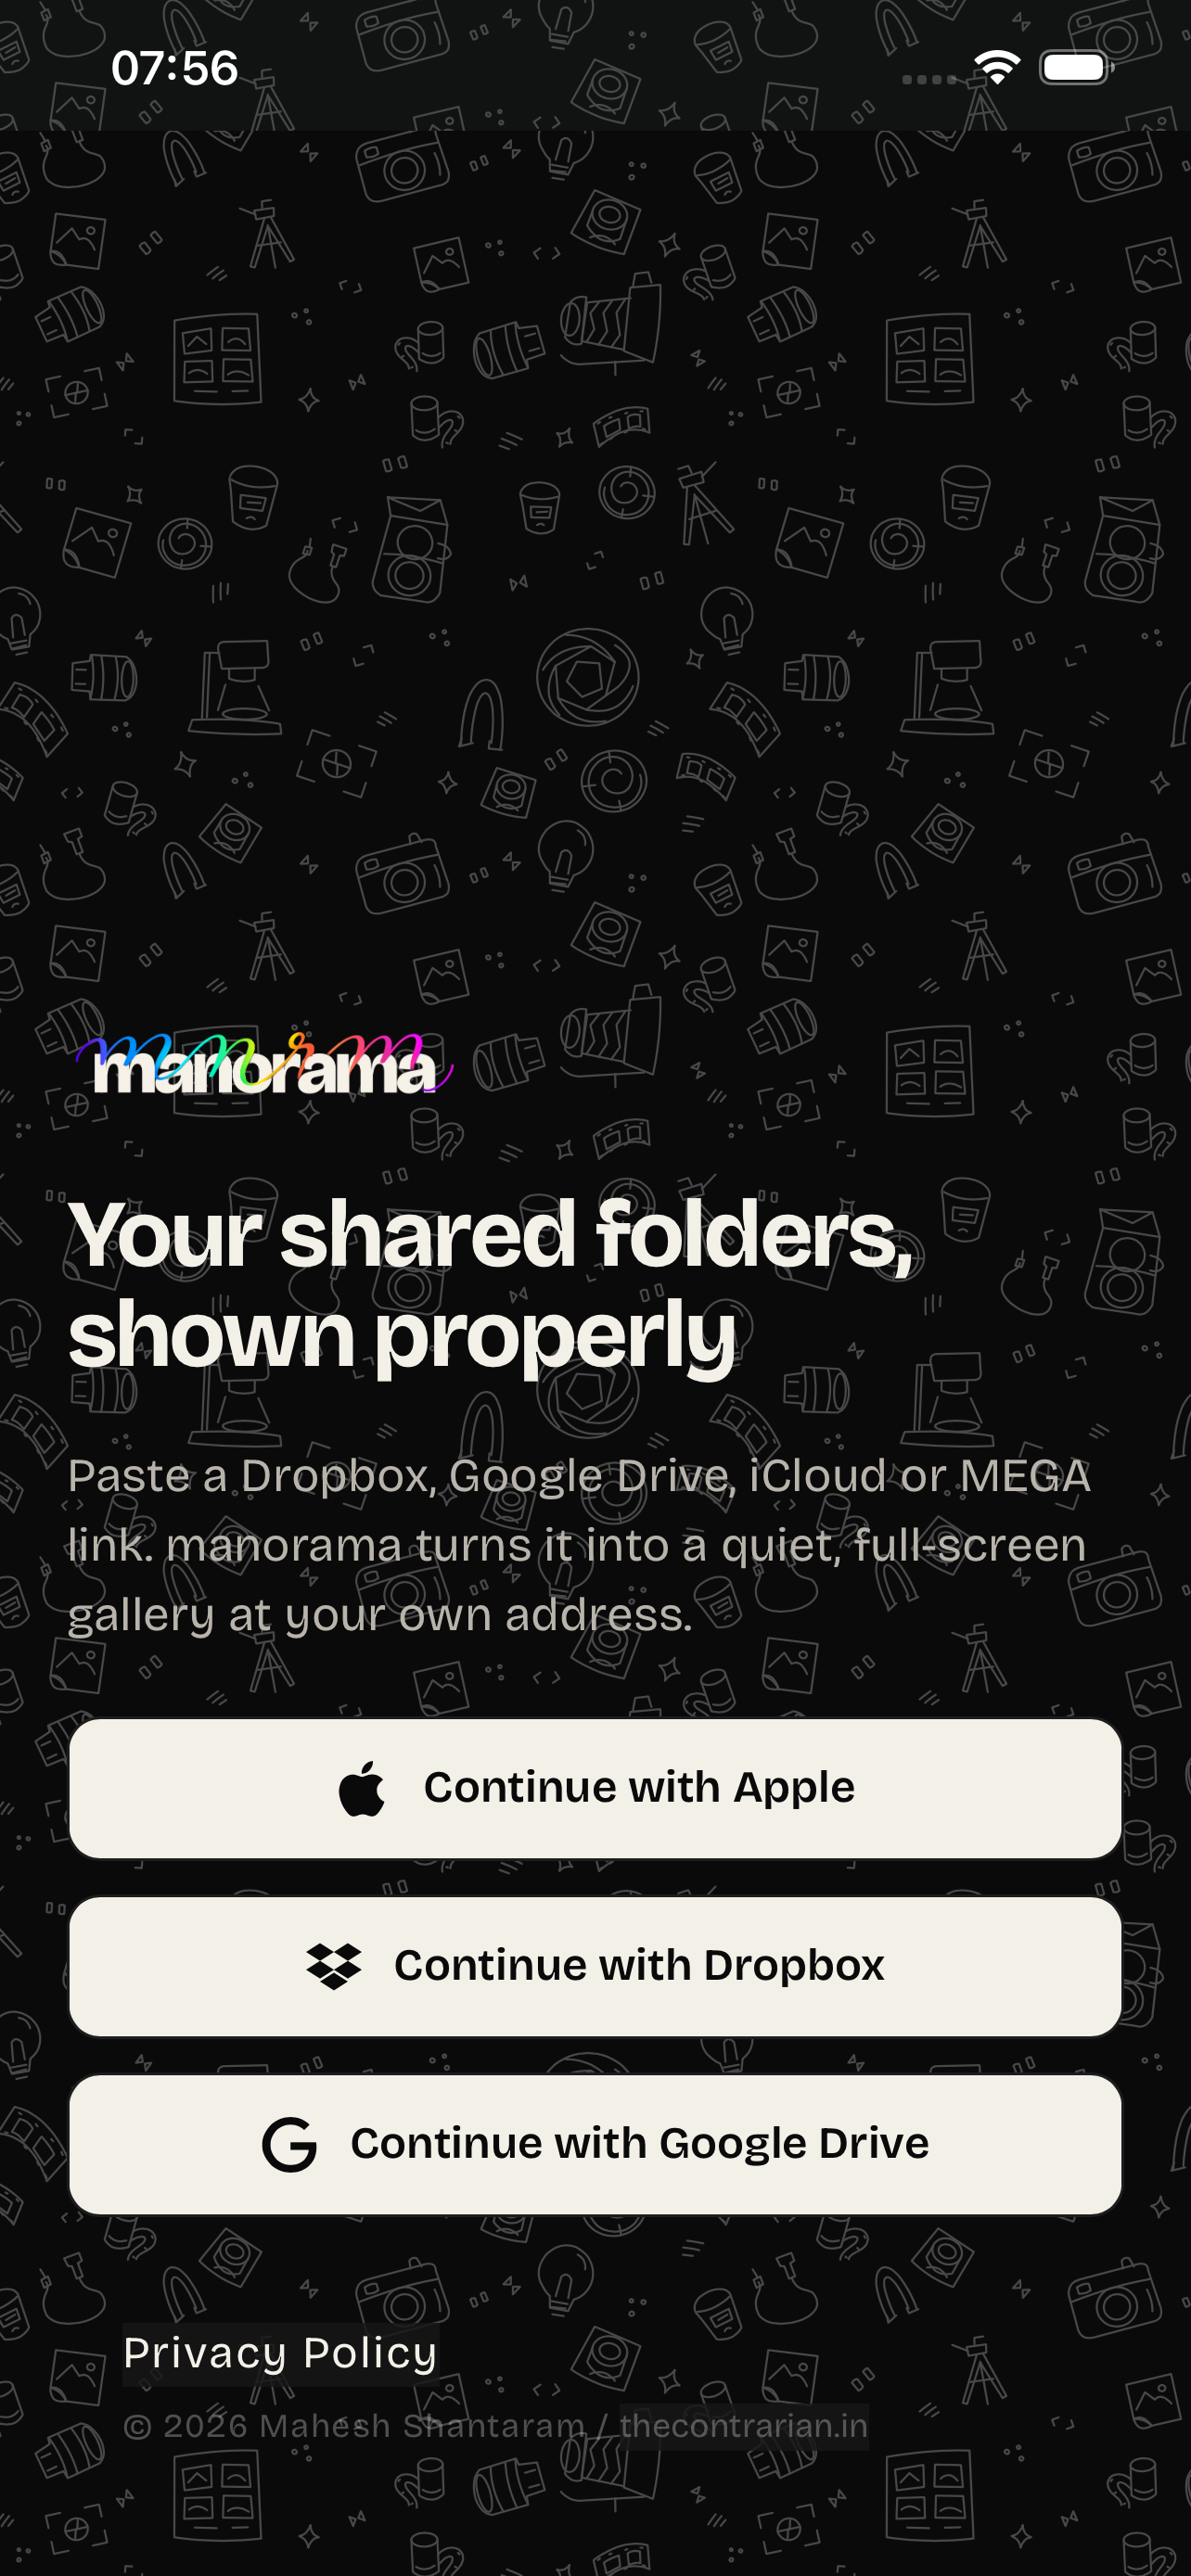 07:56
manorama
Your shared folders,
shown properly
Paste a Dropbox, Google Drive, iCloud or MEGA
link. manorama turns it into a quiet, full-screen
gallery at your own address.
Continue with Apple
Continue with Dropbox
Continue with Google Drive
Privacy Policy
© 2026 Mahesh Shantaram / thecontrarian.in